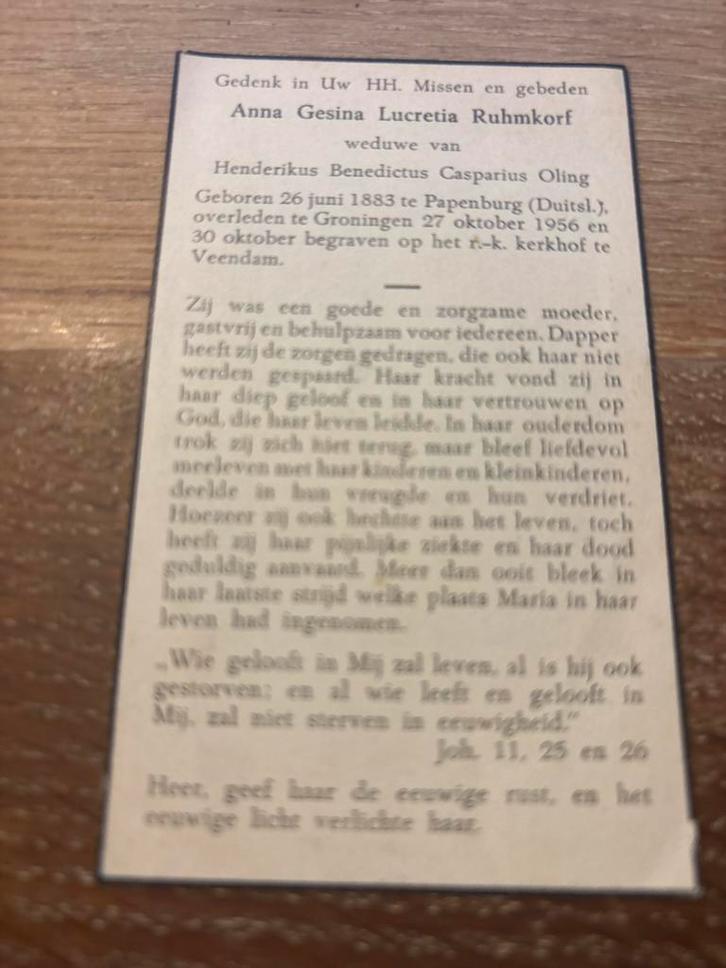 Gedenk in Uw HH. Missen en gebeden
Anna Gesina Lucretia Ruhmkorf
weduwe van
Henderikus Benedictus Casparius Oling
Geboren 26 juni 1883 te Papenburg (Duitsl.),
overleden te Groningen 27 oktober 1956 en
30 oktober begraven op het r.-k. kerkhof te
Veendam.
Zij was een goede en zorgzame moeder,
gastvrij en behulpzaam voor iedereen. Dapper
heeft zij de zorgen gedragen, die ook haar niet
werden gespaard. Haar kracht vond zij in
haar diep geloof en in haar vertrouwen op
God, die haar leven leidde. In haar ouderdom
trok zij zich niet terug, maar bleef liefdevol
meeleven met haar kinderen en kleinkinderen,
deelde in hun vreugde en hun verdriet.
Hoezeer zij ook hechtte aan het leven, toch
heeft zij haar pijnlijke ziekte en haar dood
geduldig aanvaard. Meer dan ooit bleek in
haar laatste strijd welke plaats Maria in haar
leven had ingenomen.
„Wie gelooft in Mij zal leven, al is hij ook
gestorven; en al wie leeft en gelooft in
Mij, zal niet sterven in eeuwigheid.”
Joh. 11, 25 en 26
Heer, geef haar de eeuwige rust, en het
eeuwige licht verlichte haar.